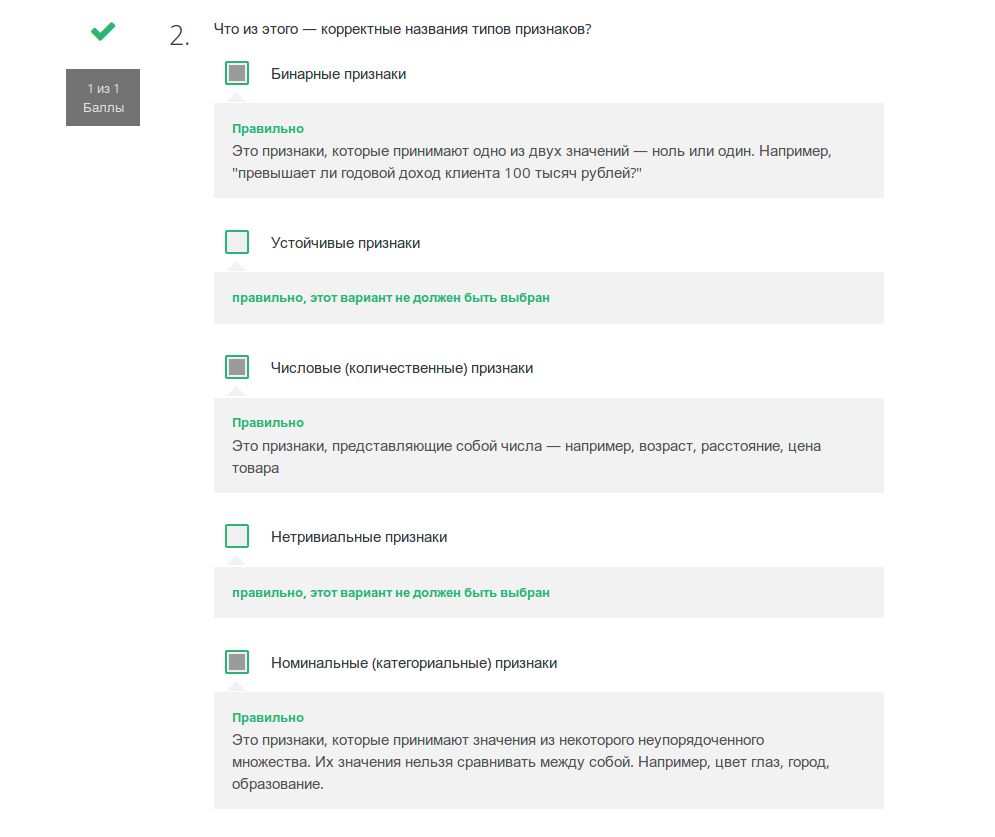 2.
Что из этого — корректные названия типов признаков?
1 из 1
Баллы
Бинарные признаки
Правильно
Это признаки, которые принимают одно из двух значений — ноль или один. Например,
"превышает ли годовой доход клиента 100 тысяч рублей?"
Устойчивые признаки
правильно, этот вариант не должен быть выбран
Числовые (количественные) признаки
Правильно
Это признаки, представляющие собой числа — например, возраст, расстояние, цена
товара
Нетривиальные признаки
правильно, этот вариант не должен быть выбран
Номинальные (категориальные) признаки
Правильно
Это признаки, которые принимают значения из некоторого неупорядоченного
множества. Их значения нельзя сравнивать между собой. Например, цвет глаз, город,
образование.